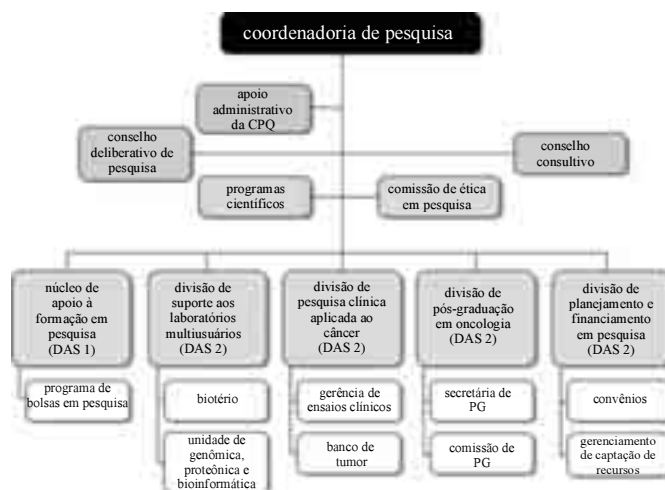 coordenadoria de pesquisa
apoio
administrativo
da CPQ
conselho
deliberativo de
pesquisa
conselho
consultivo
programas
científicos
comissão de ética
em pesquisa
núcleo de
apoio à
formação em
pesquisa
(DAS 1)
divisão de
suporte aos
laboratórios
multiusuários
(DAS 2)
divisão de
pesquisa clínica
aplicada ao
câncer
(DAS 2)
divisão de
pós-graduação
em oncologia
(DAS 2)
divisão de
planejamento e
financiamento
em pesquisa
(DAS 2)
programa de
bolsas em pesquisa
biotério
unidade de
genômica,
proteônica e
bioinformática
gerência de
ensaios clínicos
banco de
tumor
secretária de
PG
comissão de
PG
convênios
gerenciamento
de captação de
recursos